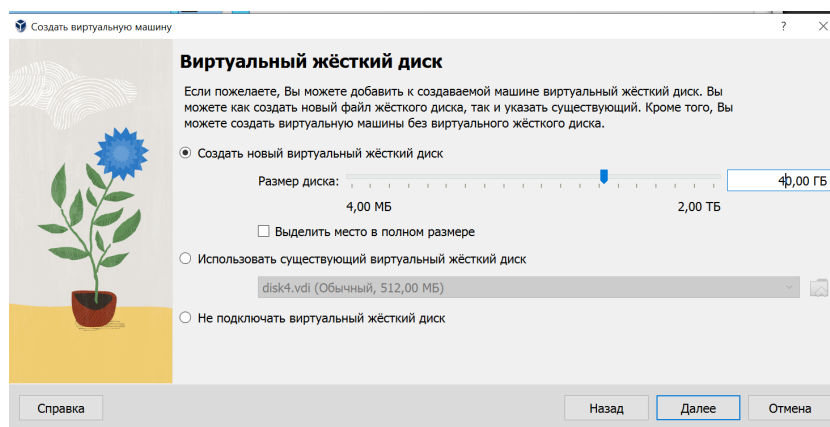 Создать виртуальную машину
Виртуальный жёсткий диск
Если пожелаете, Вы можете добавить к создаваемой машине виртуальный жёсткий диск. Вы
можете как создать новый файл жёсткого диска, так и указать существующий. Кроме того, Вы
можете создать виртуальную машины без виртуального жёсткого диска.
Создать новый виртуальный жёсткий диск
Размер диска: 40,00 ГБ
4,00 МБ 2,00 ТБ
Выделить место в полном размере
Использовать существующий виртуальный жёсткий диск
disk4.vdi (Обычный, 512,00 МБ)
Не подключать виртуальный жёсткий диск
Справка Назад Далее Отмена